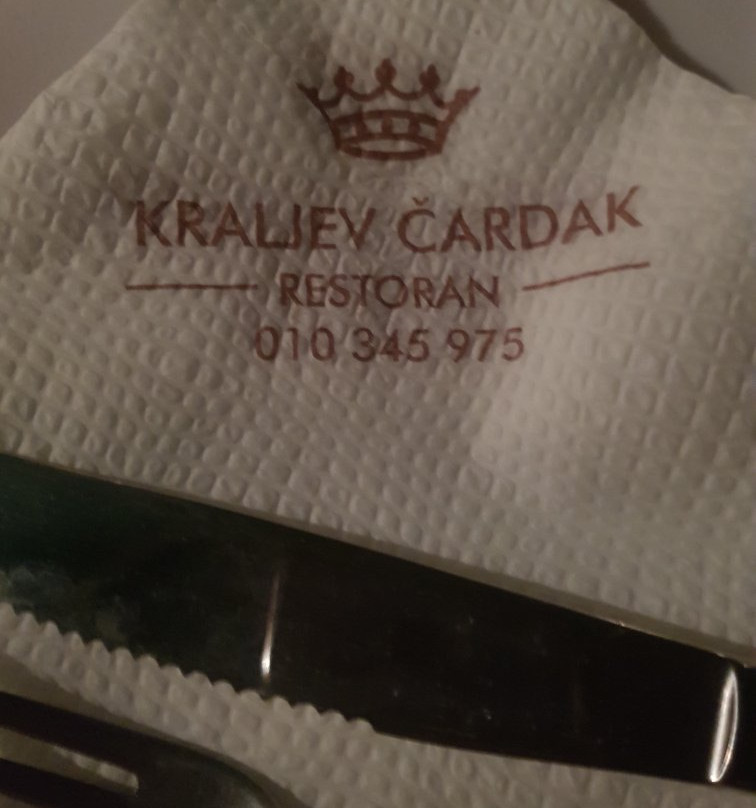 KRALJEV ČARDAK
RESTORAN
010 345 975